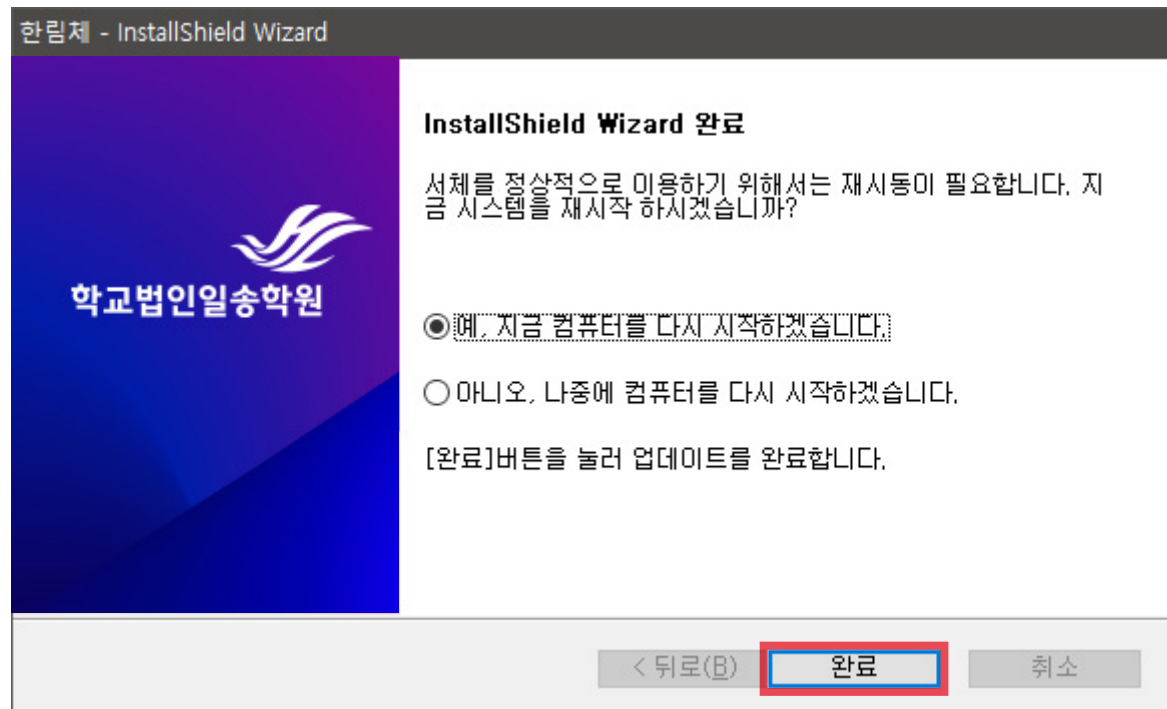 한림체 - InstallShield Wizard
InstallShield ₩izard 완료
서체를 정상적으로 이용하기 위해서는 재시동이 필요합니다. 지
금 시스템을 재시작 하시겠습니까?
학교법인일송학원
예, 지금 컴퓨터를 다시 시작하겠습니다.
아니오, 나중에 컴퓨터를 다시 시작하겠습니다.
[완료]버튼을 눌러 업데이트를 완료합니다.
< 뒤로(B) 완료 취소